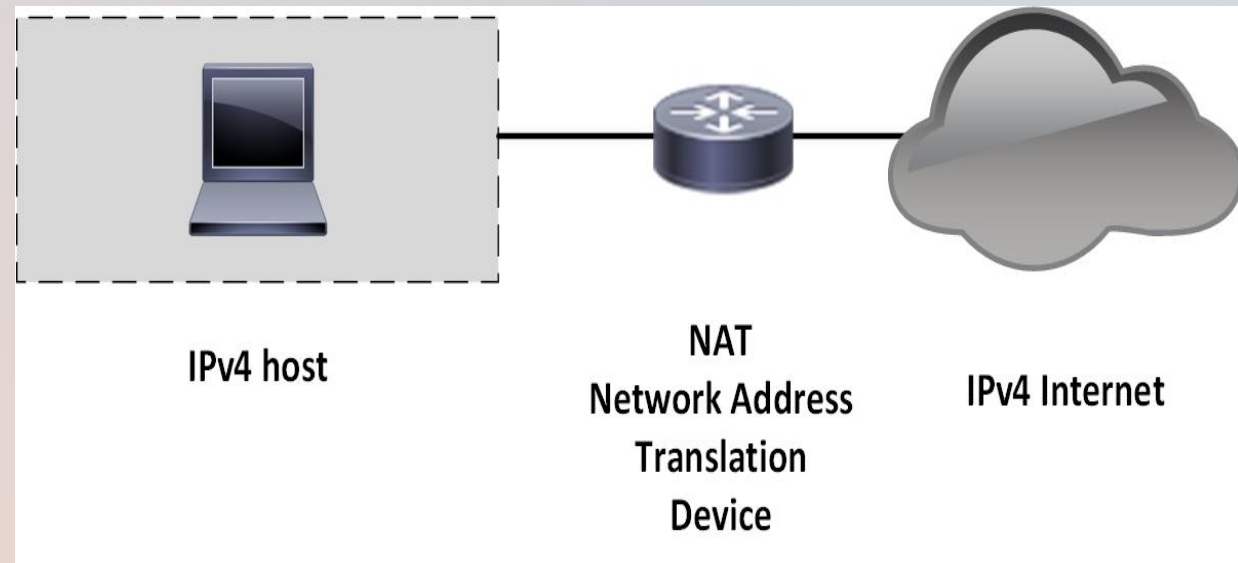 IPv4 host
NAT
Network Address
Translation
Device
IPv4 Internet